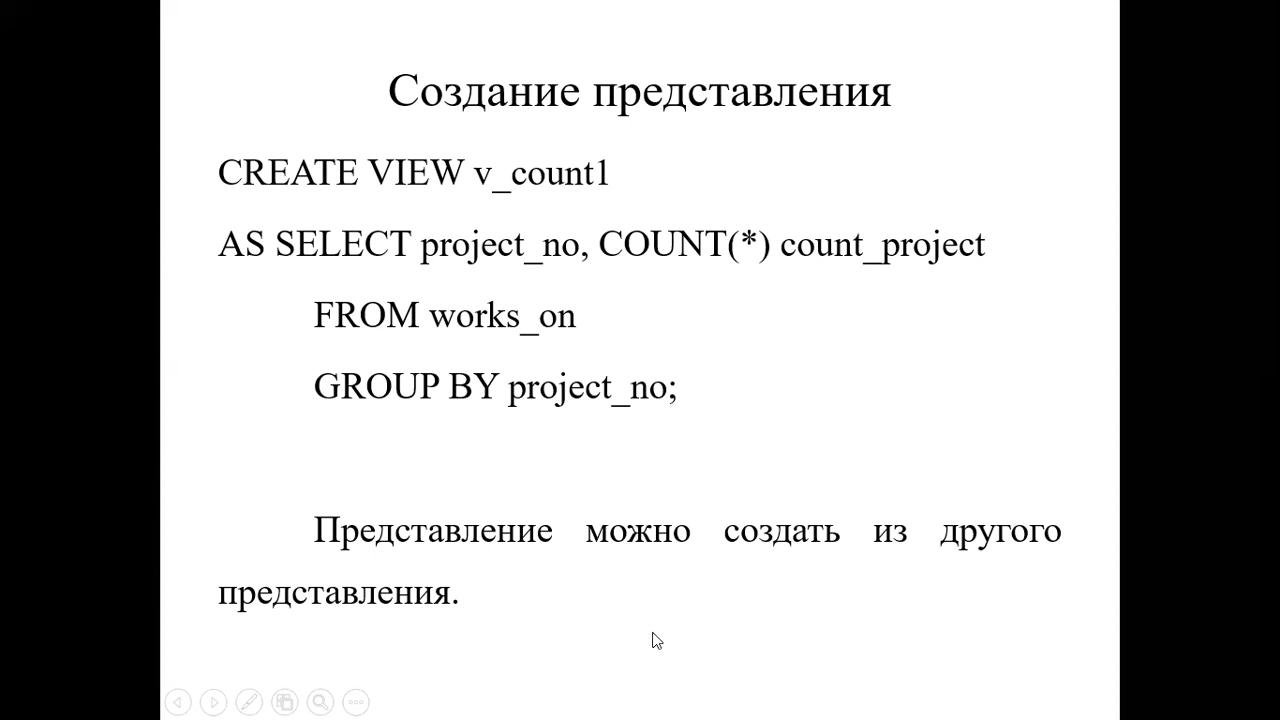 Создание представления
CREATE VIEW v_count1
AS SELECT project_no, COUNT(*) count_project
FROM works_on
GROUP BY project_no;
Представление можно создать из другого
представления.